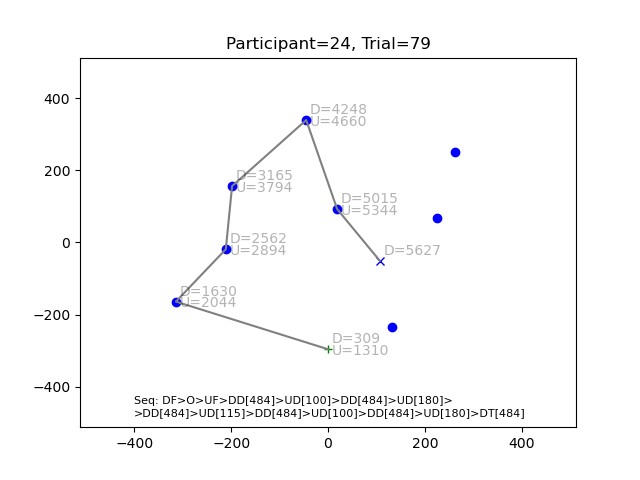 Participant=24, Trial=79
D=4248
U=4660
D=3165
U=3794
D=5015
U=5344
D=2562
U=2894
D=5627
D=1630
U=2044
D=309
U=1310
Seq: DF>O>UF>DD[484]>UD[100]>DD[484]>UD[180]>
>DD[484]>UD[115]>DD[484]>UD[100]>DD[484]>UD[180]>DT[484]
400
200
0
−200
−400
−400 −200 0 200 400